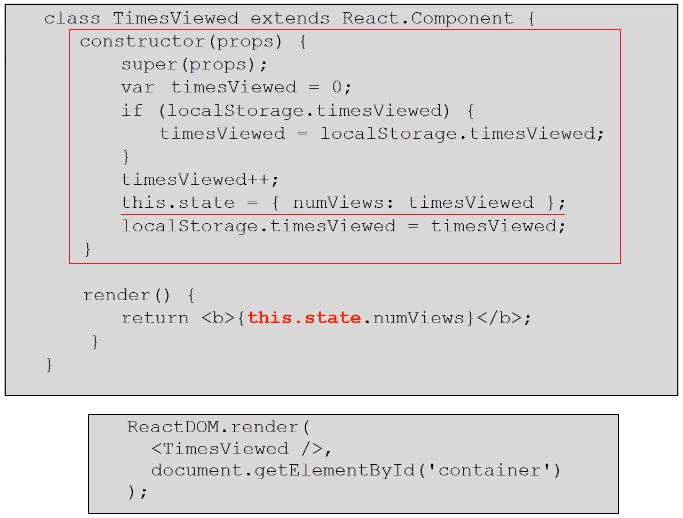 class TimesViewed extends React.Component {
constructor(props) {
super(props);
var timesViewed = 0;
if (localStorage.timesViewed) {
timesViewed = localStorage.timesViewed;
}
timesViewed++;
this.state = { numViews: timesViewed };
localStorage.timesViewed = timesViewed;
}
render() {
return <b>{this.state.numViews}</b>;
}
}
ReactDOM.render(
<TimesViewed />,
document.getElementById('container')
);